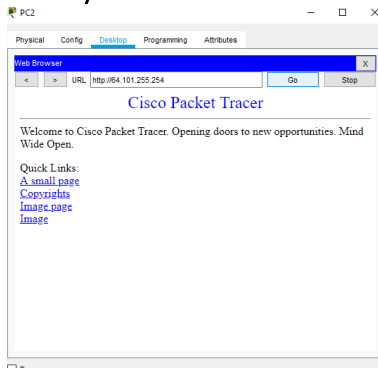 PC2
Physical Config Desktop Programming Attributes
Web Browser X
< > URL http://64.101.255.254 Go Stop
Cisco Packet Tracer
Welcome to Cisco Packet Tracer. Opening doors to new opportunities. Mind
Wide Open.
Quick Links:
A small page
Copyrights
Image page
Image